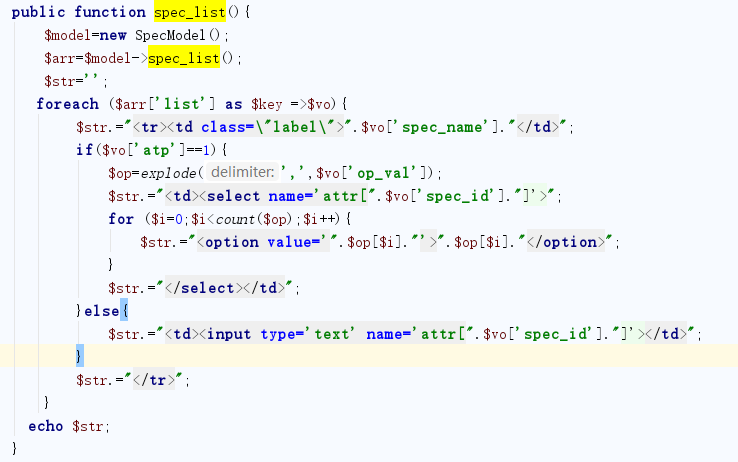 public function spec_list(){
    $model=new SpecModel();
    $arr=$model->spec_list();
    $str='';
   foreach ($arr['list'] as $key =>$vo){
        $str.="<tr><td class=\"label\">".$vo['spec_name']."</td>";
        if($vo['atp']==1){
            $op=explode( delimiter: ',',$vo['op_val']);
            $str.="<td><select name='attr[".$vo['spec_id']."]'>";
            for ($i=0;$i<count($op);$i++){
                $str.="<option value='".$op[$i]."'>".$op[$i]."</option>";
            }
            $str.="</select></td>";
        }else{
            $str.="<td><input type='text' name='attr[".$vo['spec_id']."]'></td>";
        }
        $str.="</tr>";
    }
  echo $str;
}